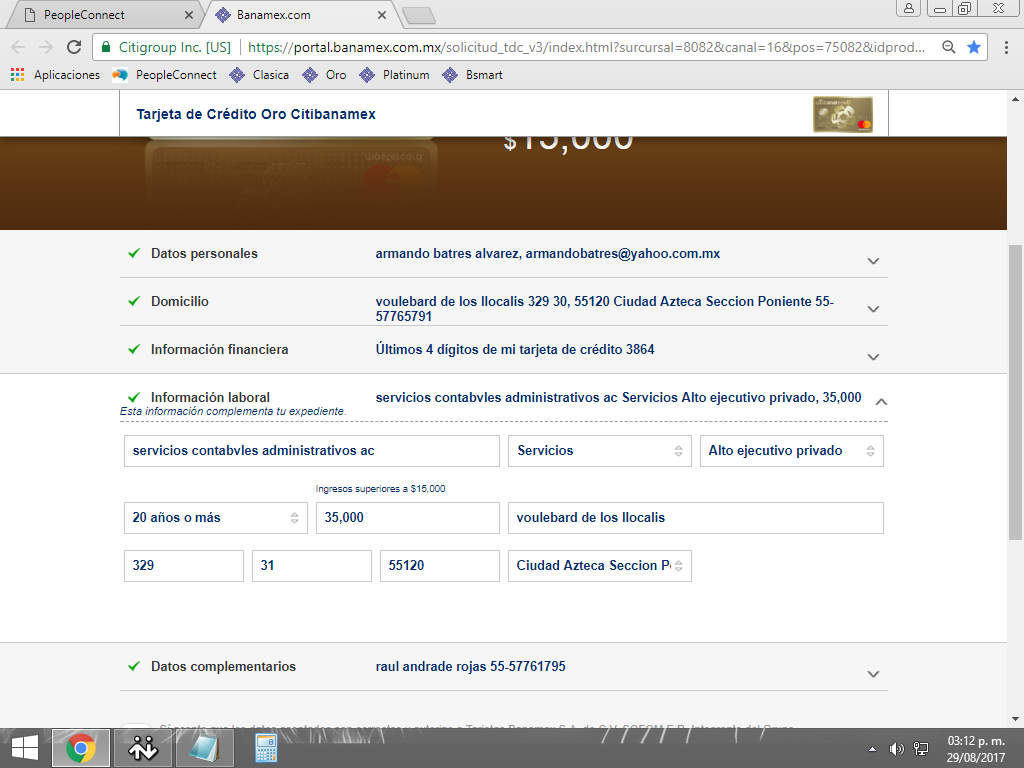 PeopleConnect
Banamex.com
Citigroup Inc. [US] https://portal.banamex.com.mx/solicitud_tdc_v3/index.html?surcursal=8082&canal=16&pos=75082&idprod...
Aplicaciones PeopleConnect Clasica Oro Platinum Bsmart
Tarjeta de Crédito Oro Citibanamex
$15,000
Datos personales armando batres alvarez, armandobatres@yahoo.com.mx
Domicilio voulebard de los llocalis 329 30, 55120 Ciudad Azteca Seccion Poniente 55-
57765791
Información financiera Últimos 4 dígitos de mi tarjeta de crédito 3864
Información laboral servicios contabvles administrativos ac Servicios Alto ejecutivo privado, 35,000
Esta información complementa tu expediente.
servicios contabvles administrativos ac Servicios Alto ejecutivo privado
Ingresos superiores a $15,000
20 años o más 35,000 voulebard de los llocalis
329 31 55120 Ciudad Azteca Seccion P
Datos complementarios raul andrade rojas 55-57761795
03:12 p. m.
29/08/2017